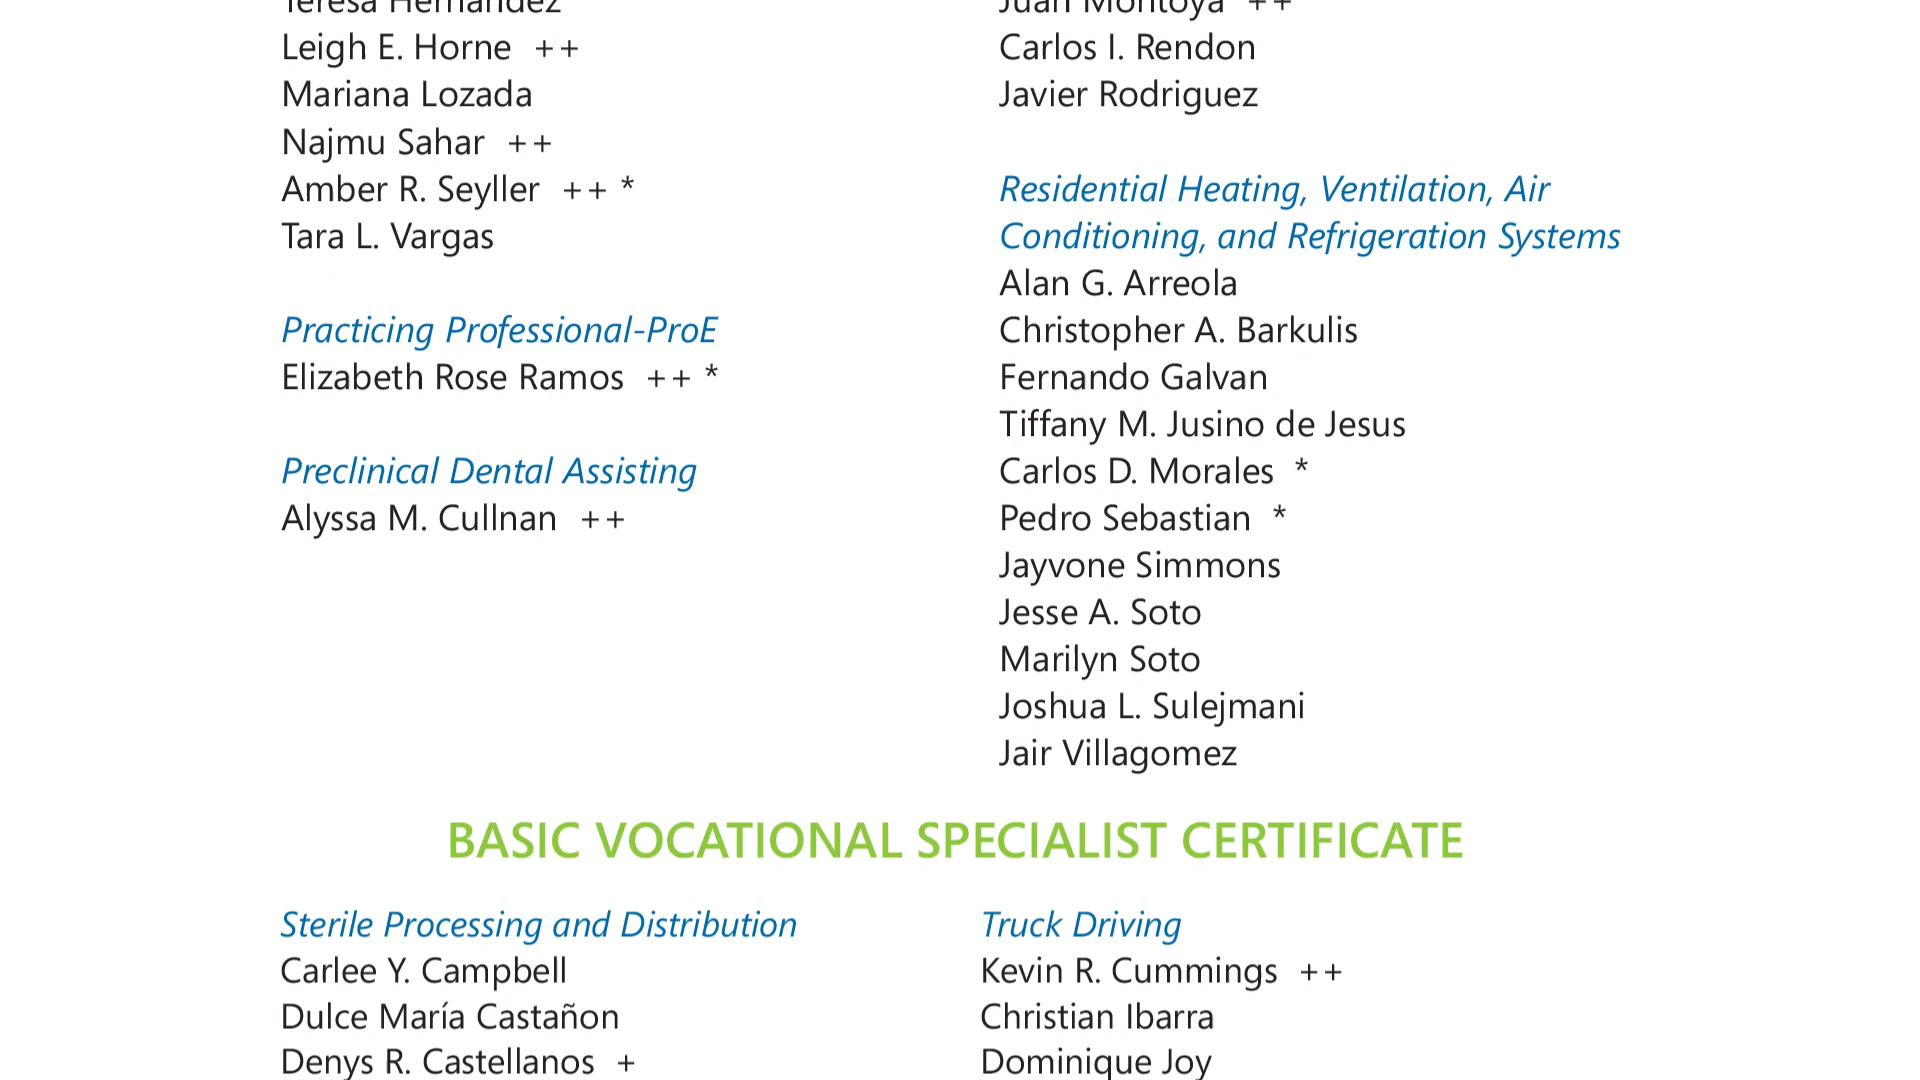 Teresa Hernandez
Leigh E. Horne ++
Mariana Lozada
Najmu Sahar ++
Amber R. Seyller ++ *
Tara L. Vargas
Practicing Professional-ProE
Elizabeth Rose Ramos ++ *
Preclinical Dental Assisting
Alyssa M. Cullnan ++
Juan Montoya ++
Carlos I. Rendon
Javier Rodriguez
Residential Heating, Ventilation, Air
Conditioning, and Refrigeration Systems
Alan G. Arreola
Christopher A. Barkulis
Fernando Galvan
Tiffany M. Jusino de Jesus
Carlos D. Morales *
Pedro Sebastian *
Jayvone Simmons
Jesse A. Soto
Marilyn Soto
Joshua L. Sulejmani
Jair Villagomez
BASIC VOCATIONAL SPECIALIST CERTIFICATE
Sterile Processing and Distribution
Carlee Y. Campbell
Dulce María Castañon
Denys R. Castellanos +
Truck Driving
Kevin R. Cummings ++
Christian Ibarra
Dominique Joy